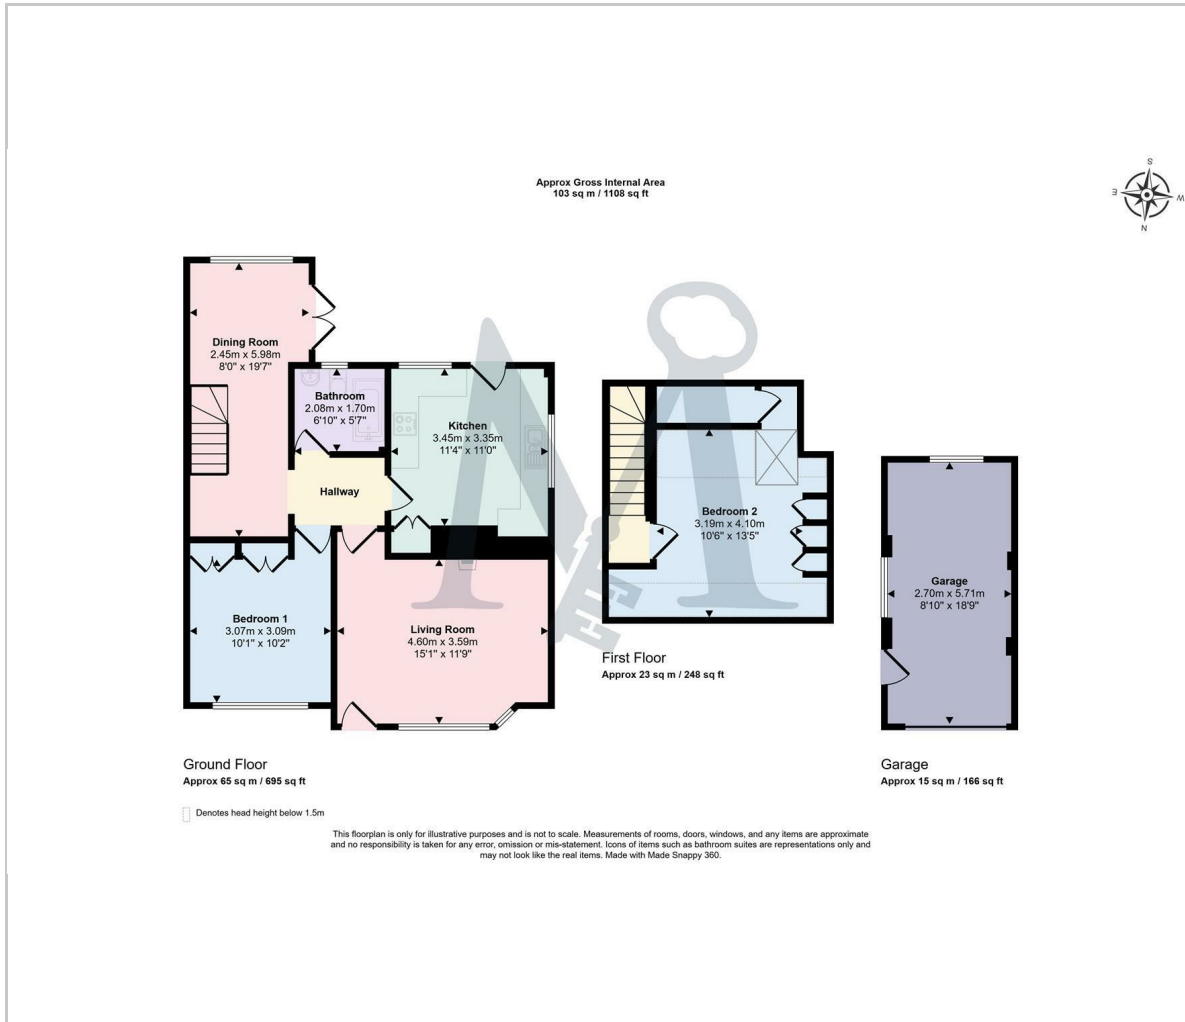 Approx Gross Internal Area
103 sq m / 1108 sq ft
S
E
W
N
Dining Room
2.45m x 5.98m
8'0" x 19'7"
Bathroom
2.08m x 1.70m
6'10" x 5'7"
Kitchen
3.45m x 3.35m
11'4" x 11'0"
Hallway
Bedroom 1
3.07m x 3.09m
10'1" x 10'2"
Living Room
4.60m x 3.59m
15'1" x 11'9"
Ground Floor
Approx 65 sq m / 695 sq ft
Bedroom 2
3.19m x 4.10m
10'6" x 13'5"
First Floor
Approx 23 sq m / 248 sq ft
Garage
2.70m x 5.71m
8'10" x 18'9"
Garage
Approx 15 sq m / 166 sq ft
Denotes head height below 1.5m
This floorplan is only for illustrative purposes and is not to scale. Measurements of rooms, doors, windows, and any items are approximate
and no responsibility is taken for any error, omission or mis-statement. Icons of items such as bathroom suites are representations only and
may not look like the real items. Made with Made Snappy 360.